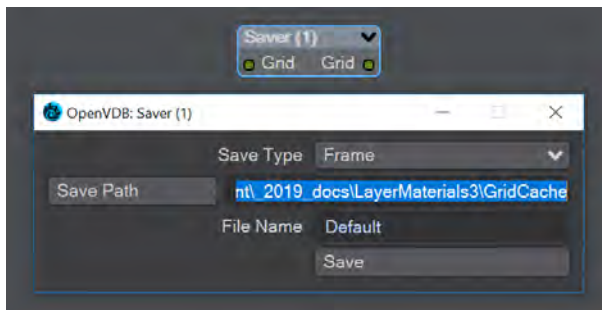 Saver (1)
Grid Grid
OpenVDB: Saver (1)
Save Type Frame
Save Path nt\_2019_docs\LayerMaterials3\GridCache
File Name Default
Save